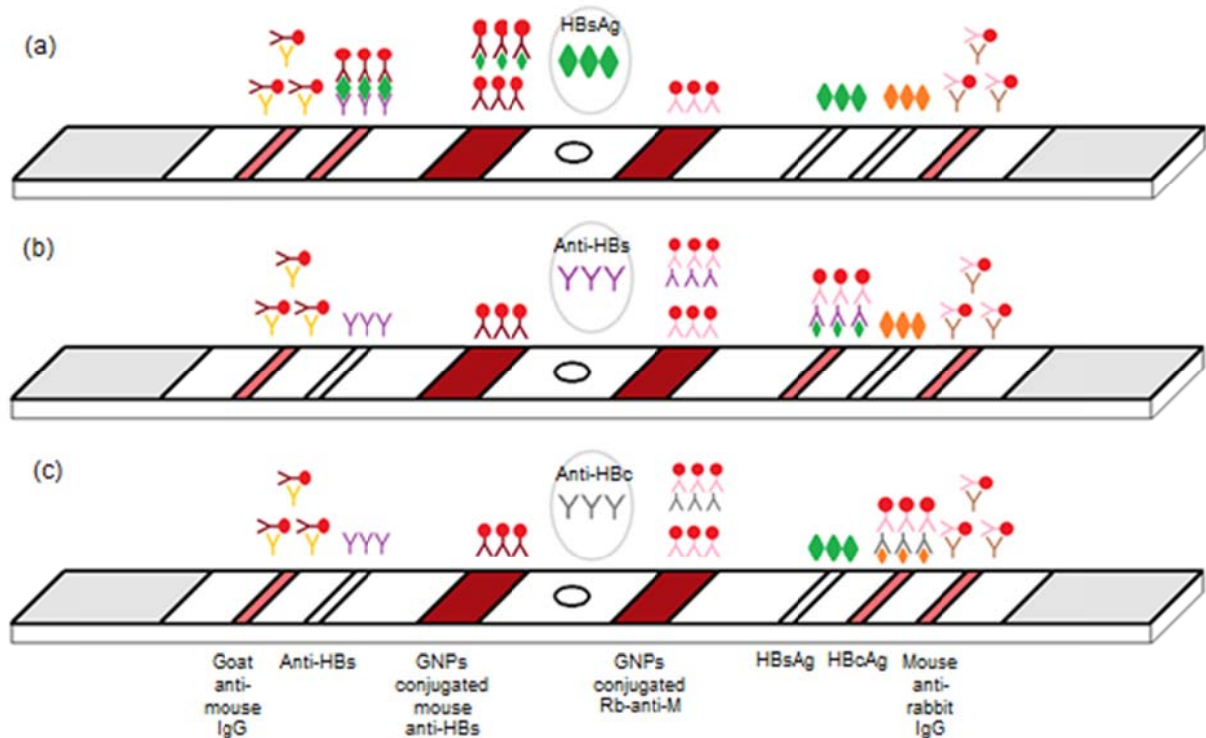 (a)
HBsAg
(b)
Anti-HBs
(c)
Anti-HBc
Goat
anti-
mouse
IgG
Anti-HBs
GNPs
conjugated
mouse
anti-HBs
GNPs
conjugated
Rb-anti-M
HBsAg
HBcAg
Mouse
anti-
rabbit
IgG